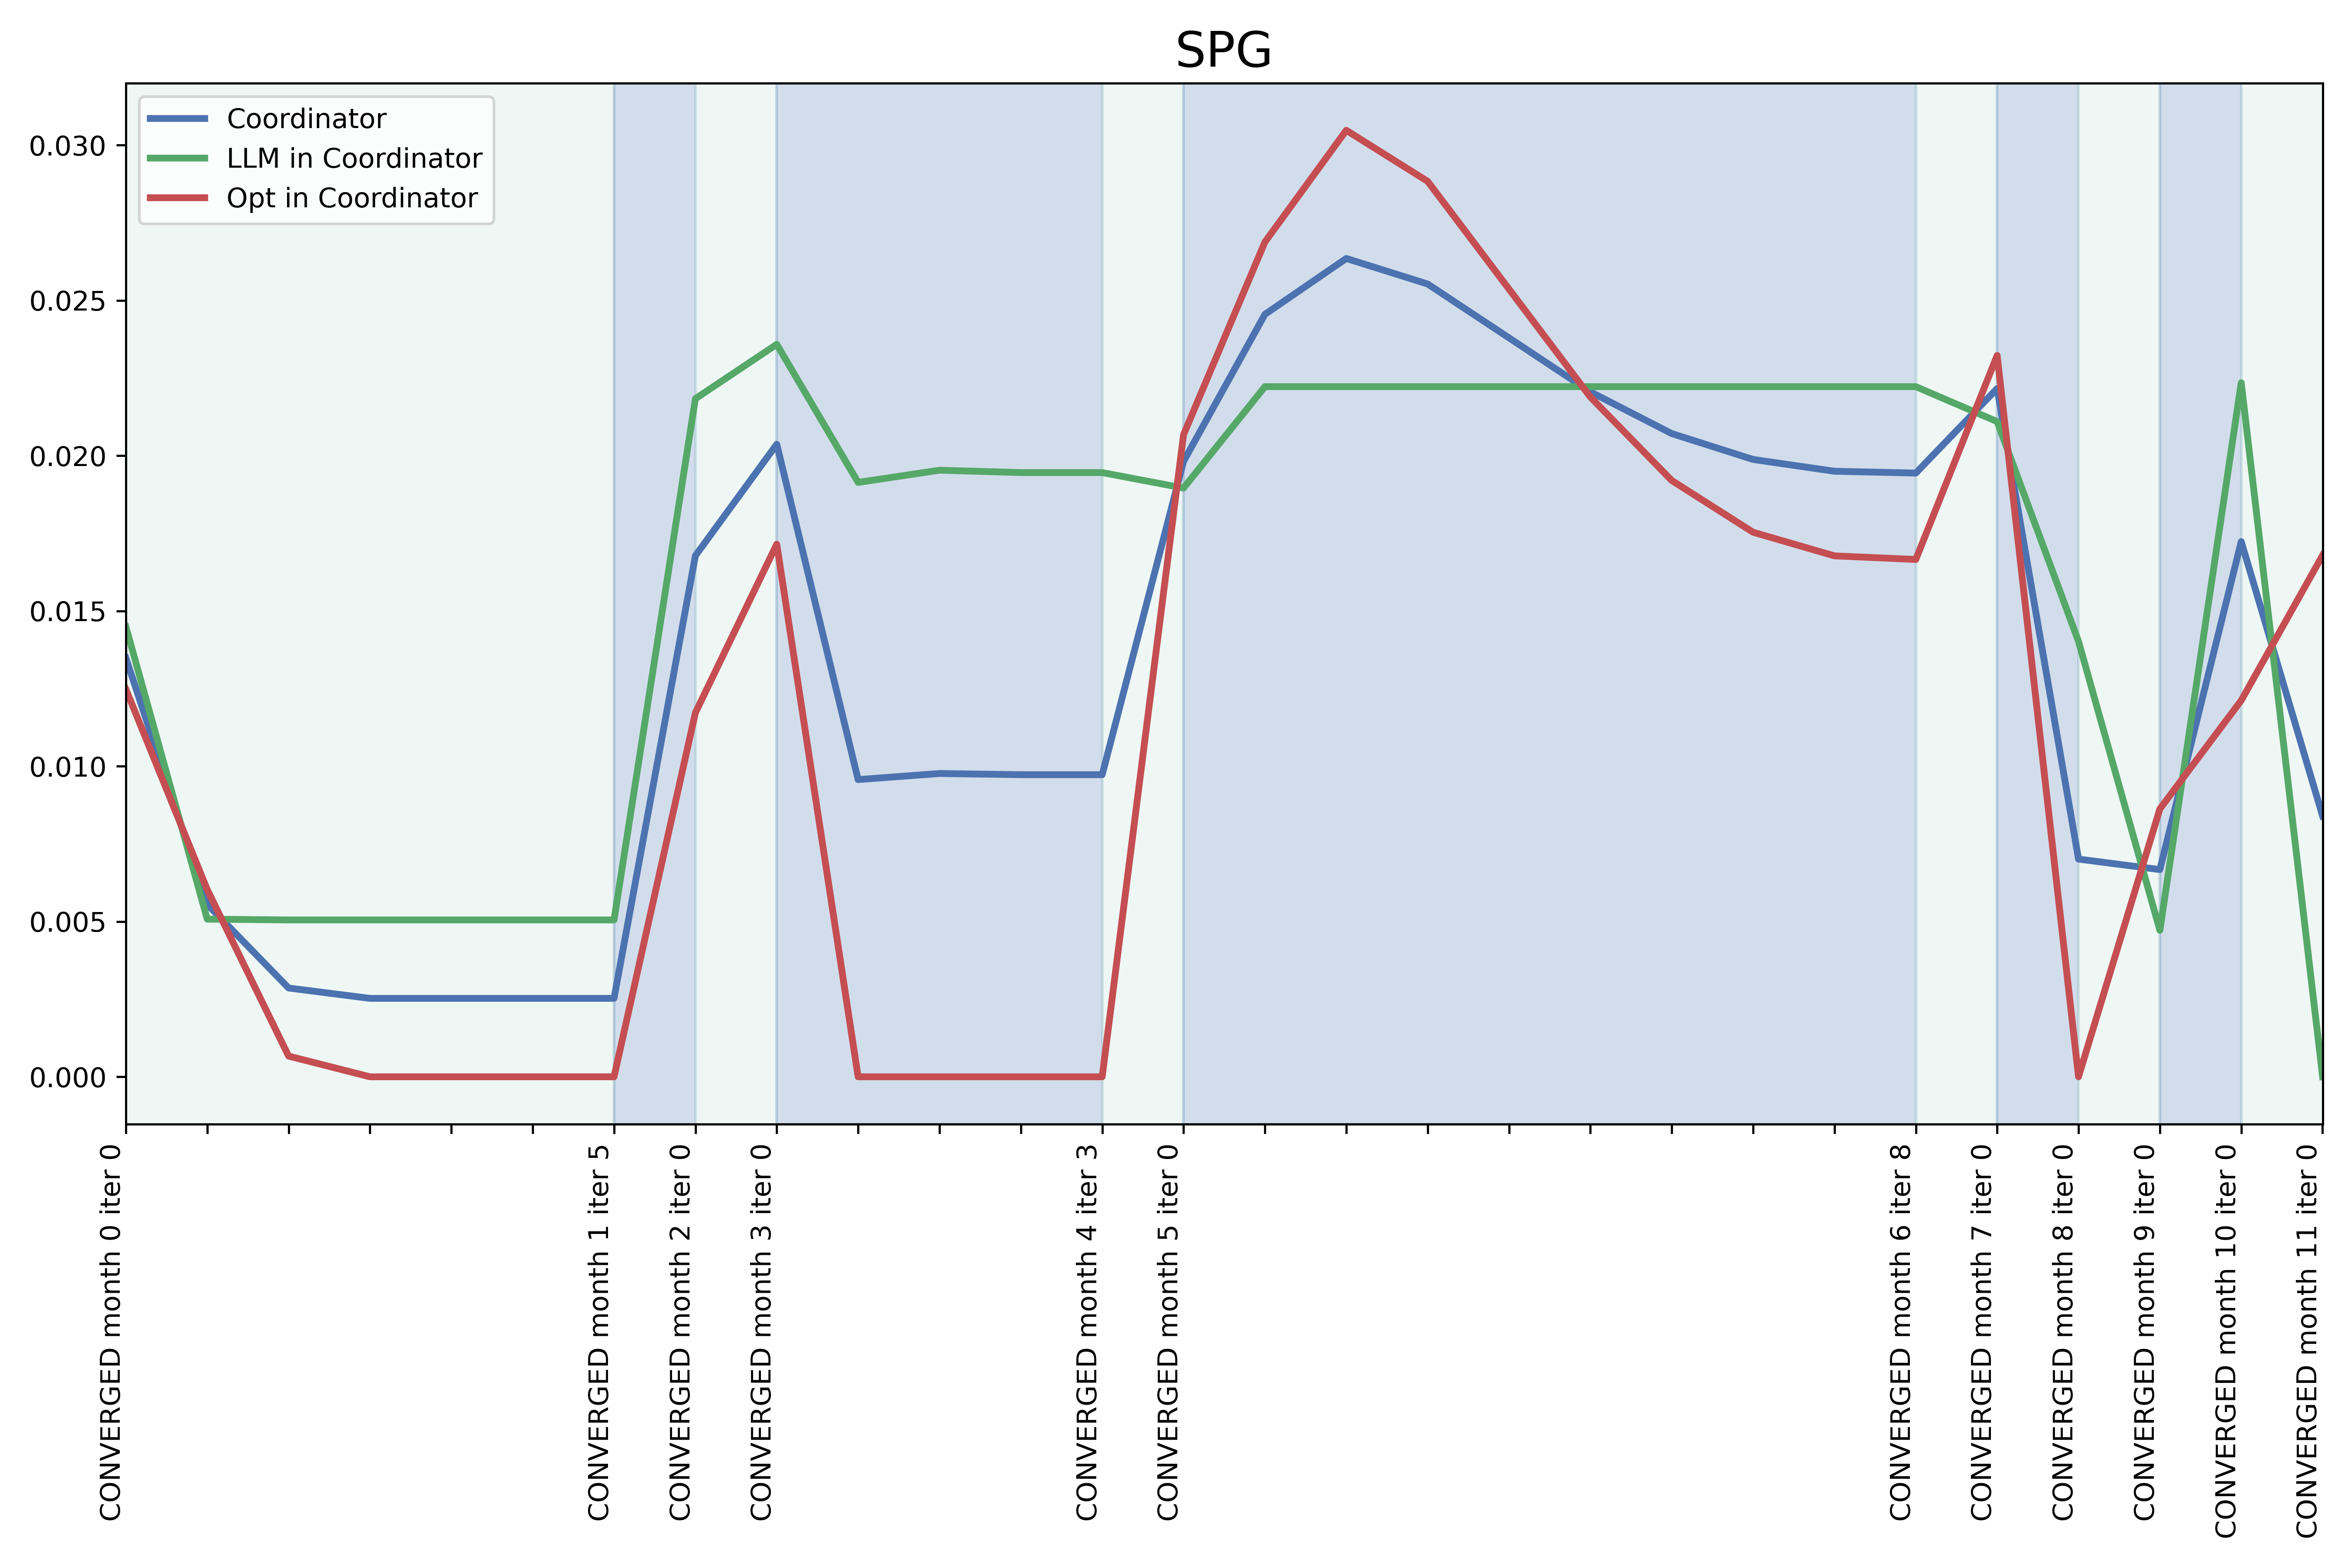 SPG
Coordinator
LLM in Coordinator
Opt in Coordinator
0.030
0.025
0.020
0.015
0.010
0.005
0.000
CONVERGED month 0 iter 0
CONVERGED month 1 iter 5
CONVERGED month 2 iter 0
CONVERGED month 3 iter 0
CONVERGED month 4 iter 3
CONVERGED month 5 iter 0
CONVERGED month 6 iter 8
CONVERGED month 7 iter 0
CONVERGED month 8 iter 0
CONVERGED month 9 iter 0
CONVERGED month 10 iter 0
CONVERGED month 11 iter 0